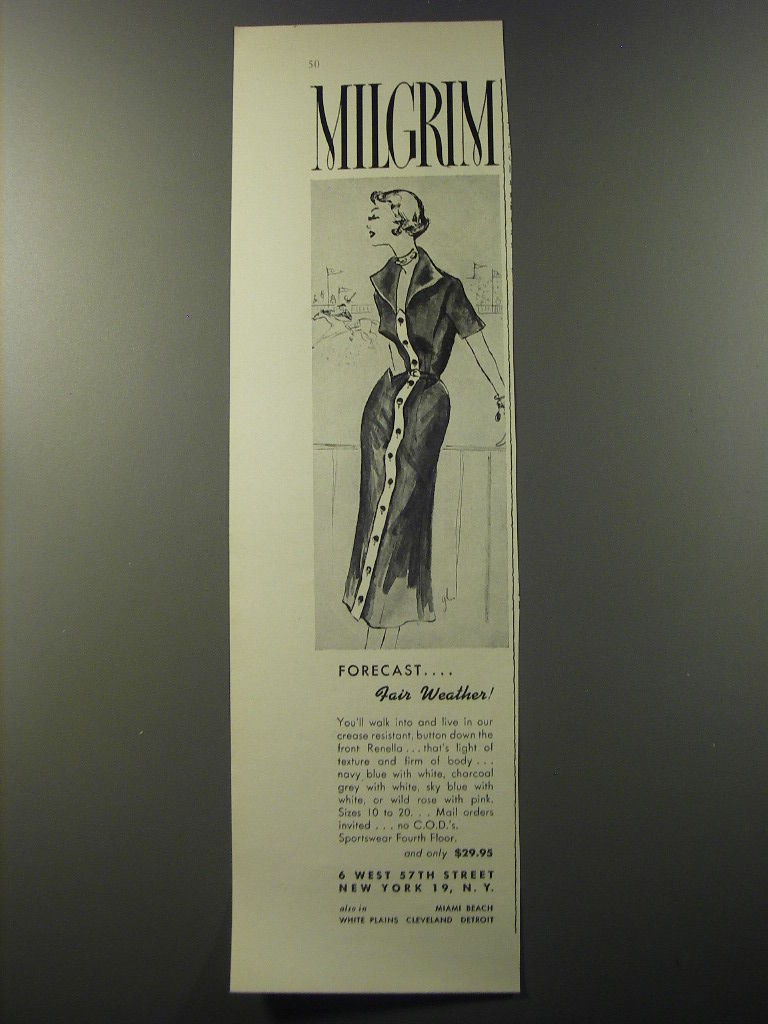 50
MILGRIM
FORECAST....
Fair Weather!
You'll walk into and live in our
crease resistant, button down the
front Renella . . . that's light of
texture and firm of body . . .
navy blue with white, charcoal
grey with white, sky blue with
white, or wild rose with pink.
Sizes 10 to 20. . . Mail orders
invited . . . no C.O.D.'s.
Sportswear Fourth Floor.
and only $29.95
6 WEST 57TH STREET
NEW YORK 19, N. Y.
also in MIAMI BEACH
WHITE PLAINS CLEVELAND DETROIT